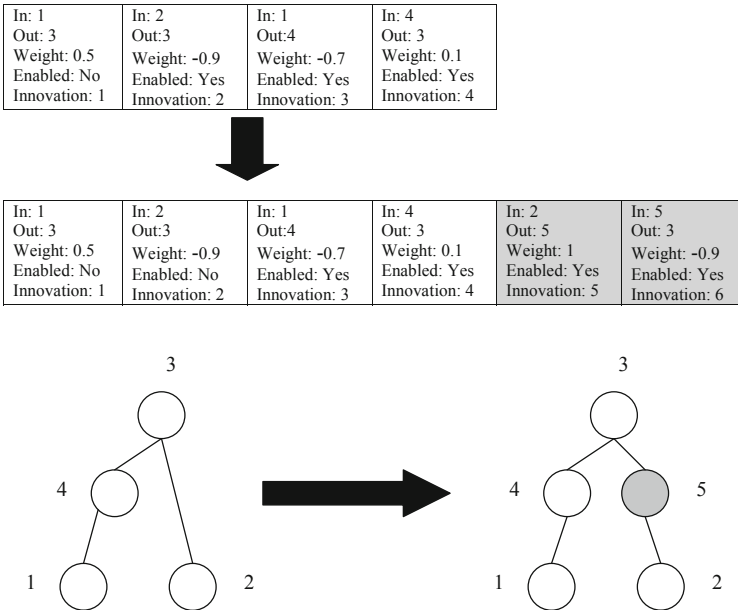 In: 1
Out: 3
Weight: 0.5
Enabled: No
Innovation: 1
In: 2
Out:3
Weight: -0.9
Enabled: Yes
Innovation: 2
In: 1
Out:4
Weight: -0.7
Enabled: Yes
Innovation: 3
In: 4
Out: 3
Weight: 0.1
Enabled: Yes
Innovation: 4
In: 1
Out: 3
Weight: 0.5
Enabled: No
Innovation: 1
In: 2
Out:3
Weight: -0.9
Enabled: No
Innovation: 2
In: 1
Out:4
Weight: -0.7
Enabled: Yes
Innovation: 3
In: 4
Out: 3
Weight: 0.1
Enabled: Yes
Innovation: 4
In: 2
Out: 5
Weight: 1
Enabled: Yes
Innovation: 5
In: 5
Out: 3
Weight: -0.9
Enabled: Yes
Innovation: 6
3
4
1
2
3
4
5
1
2